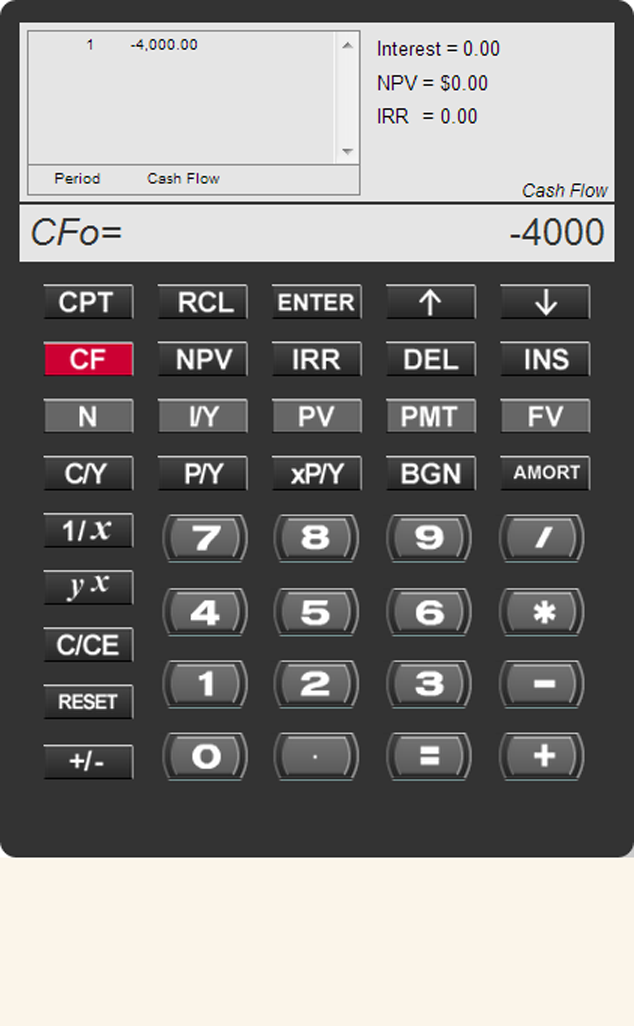 1 -4,000.00
Interest = 0.00
NPV = $0.00
IRR = 0.00
Period Cash Flow
Cash Flow
CFo= -4000
CPT RCL ENTER ↑ ↓
CF NPV IRR DEL INS
N I/Y PV PMT FV
C/Y P/Y xP/Y BGN AMORT
1/x 7 8 9 /
y x 4 5 6 *
C/CE 1 2 3 -
RESET
+/- 0 . = +